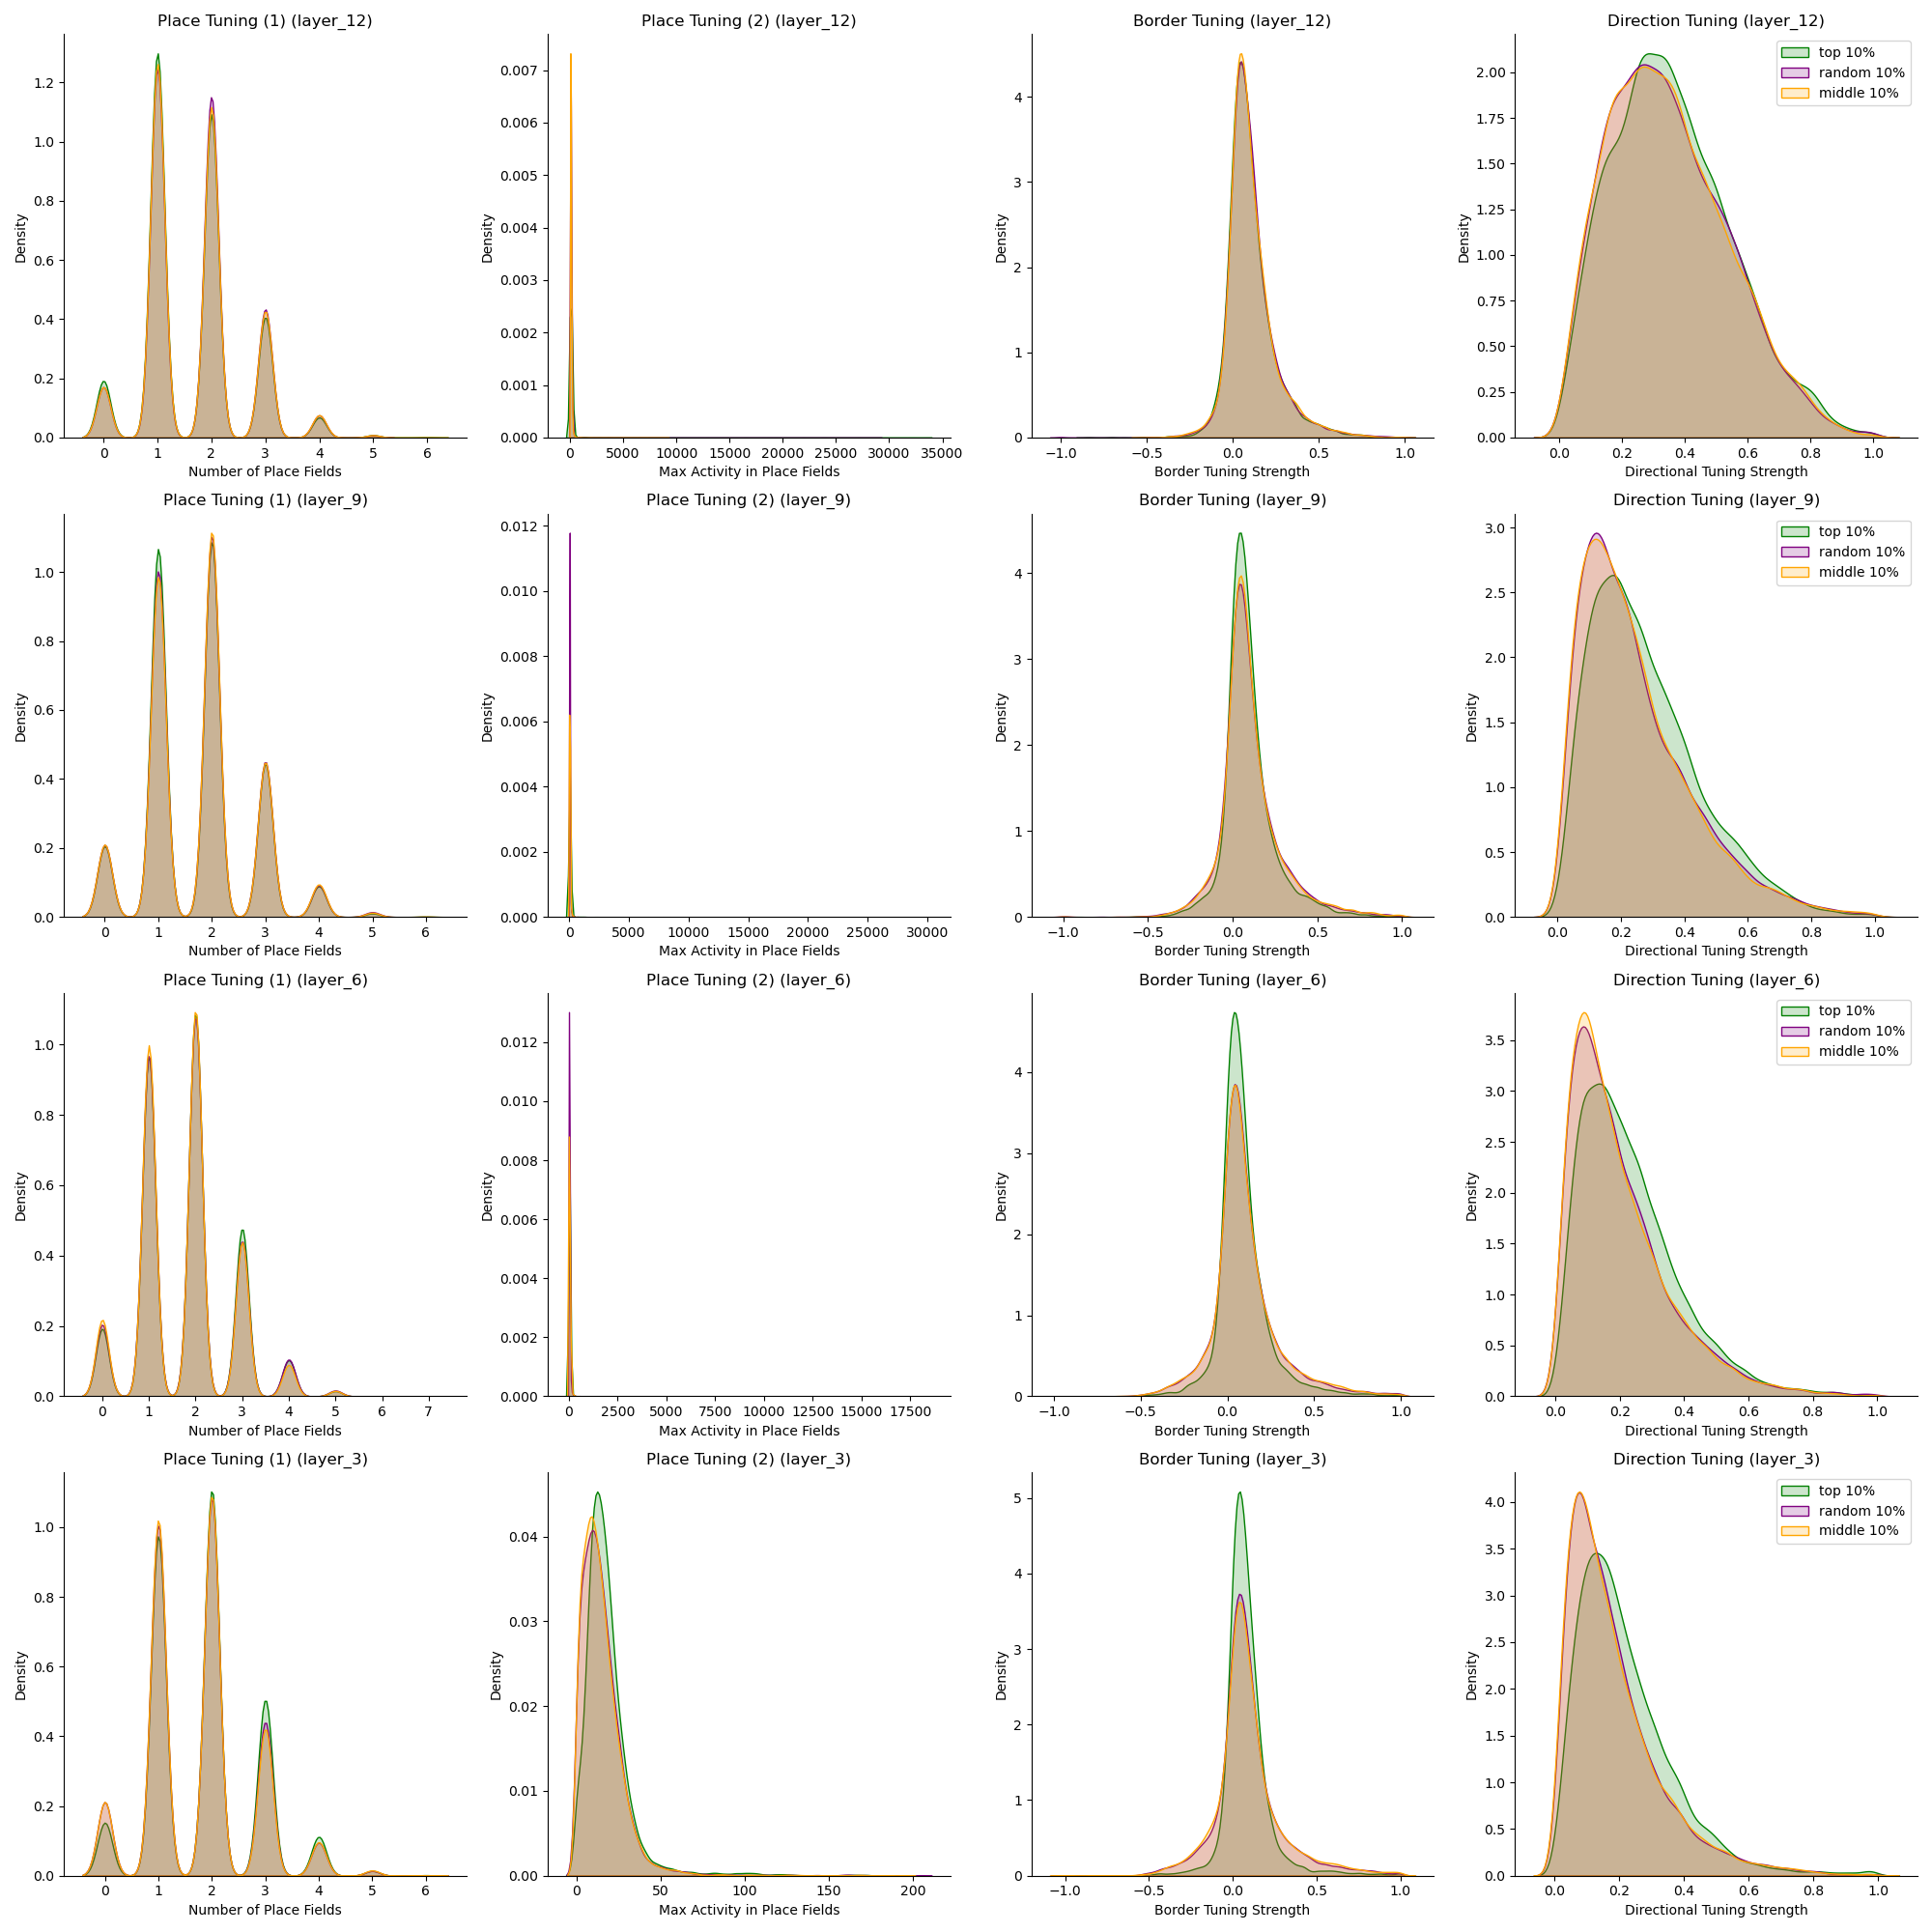 Place Tuning (1) (layer_12)
Density
0.0
0.2
0.4
0.6
0.8
1.0
1.2
0 1 2 3 4 5 6
Number of Place Fields
Place Tuning (2) (layer_12)
Density
0.000
0.001
0.002
0.003
0.004
0.005
0.006
0.007
0 5000 10000 15000 20000 25000 30000 35000
Max Activity in Place Fields
Border Tuning (layer_12)
Density
0
1
2
3
4
−1.0 −0.5 0.0 0.5 1.0
Border Tuning Strength
Direction Tuning (layer_12)
top 10%
random 10%
middle 10%
Density
0.00
0.25
0.50
0.75
1.00
1.25
1.50
1.75
2.00
0.0 0.2 0.4 0.6 0.8 1.0
Directional Tuning Strength
Place Tuning (1) (layer_9)
Density
0.0
0.2
0.4
0.6
0.8
1.0
0 1 2 3 4 5 6
Number of Place Fields
Place Tuning (2) (layer_9)
Density
0.000
0.002
0.004
0.006
0.008
0.010
0.012
0 5000 10000 15000 20000 25000 30000
Max Activity in Place Fields
Border Tuning (layer_9)
Density
0
1
2
3
4
−1.0 −0.5 0.0 0.5 1.0
Border Tuning Strength
Direction Tuning (layer_9)
top 10%
random 10%
middle 10%
Density
0.0
0.5
1.0
1.5
2.0
2.5
3.0
0.0 0.2 0.4 0.6 0.8 1.0
Directional Tuning Strength
Place Tuning (1) (layer_6)
Density
0.0
0.2
0.4
0.6
0.8
1.0
0 1 2 3 4 5 6 7
Number of Place Fields
Place Tuning (2) (layer_6)
Density
0.000
0.002
0.004
0.006
0.008
0.010
0.012
0 2500 5000 7500 10000 12500 15000 17500
Max Activity in Place Fields
Border Tuning (layer_6)
Density
0
1
2
3
4
−1.0 −0.5 0.0 0.5 1.0
Border Tuning Strength
Direction Tuning (layer_6)
top 10%
random 10%
middle 10%
Density
0.0
0.5
1.0
1.5
2.0
2.5
3.0
3.5
0.0 0.2 0.4 0.6 0.8 1.0
Directional Tuning Strength
Place Tuning (1) (layer_3)
Density
0.0
0.2
0.4
0.6
0.8
1.0
0 1 2 3 4 5 6
Number of Place Fields
Place Tuning (2) (layer_3)
Density
0.00
0.01
0.02
0.03
0.04
0 50 100 150 200
Max Activity in Place Fields
Border Tuning (layer_3)
Density
0
1
2
3
4
5
−1.0 −0.5 0.0 0.5 1.0
Border Tuning Strength
Direction Tuning (layer_3)
top 10%
random 10%
middle 10%
Density
0.0
0.5
1.0
1.5
2.0
2.5
3.0
3.5
4.0
0.0 0.2 0.4 0.6 0.8 1.0
Directional Tuning Strength